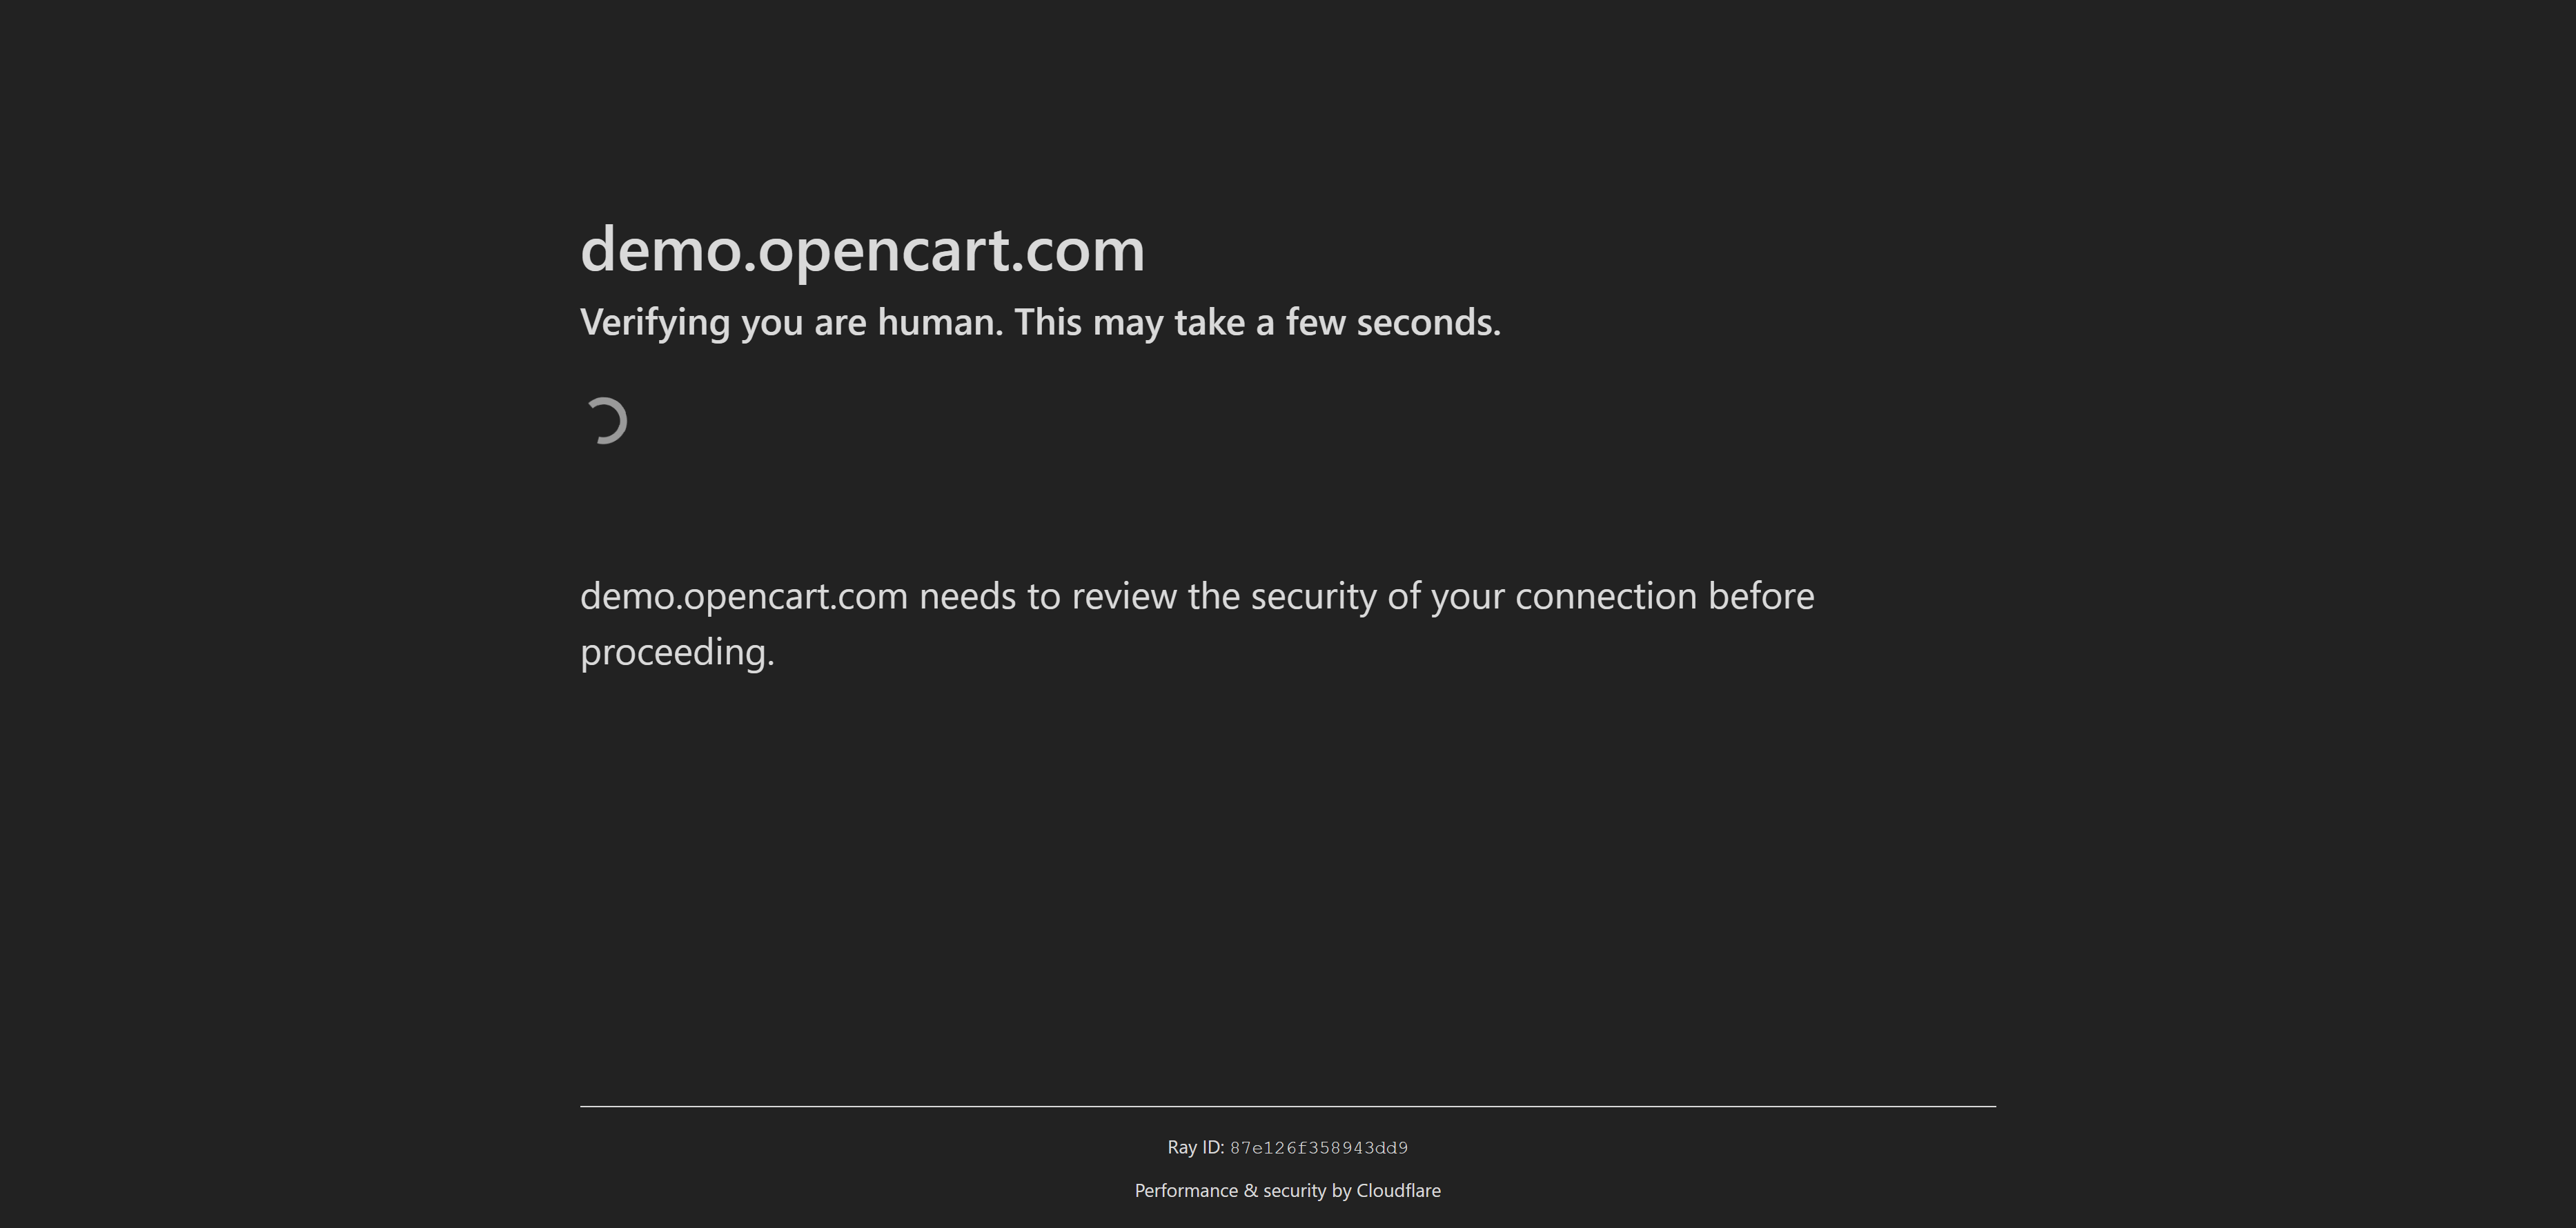 demo.opencart.com
Verifying you are human. This may take a few seconds.
demo.opencart.com needs to review the security of your connection before
proceeding.
Ray ID: 87e126f358943dd9
Performance & security by Cloudflare